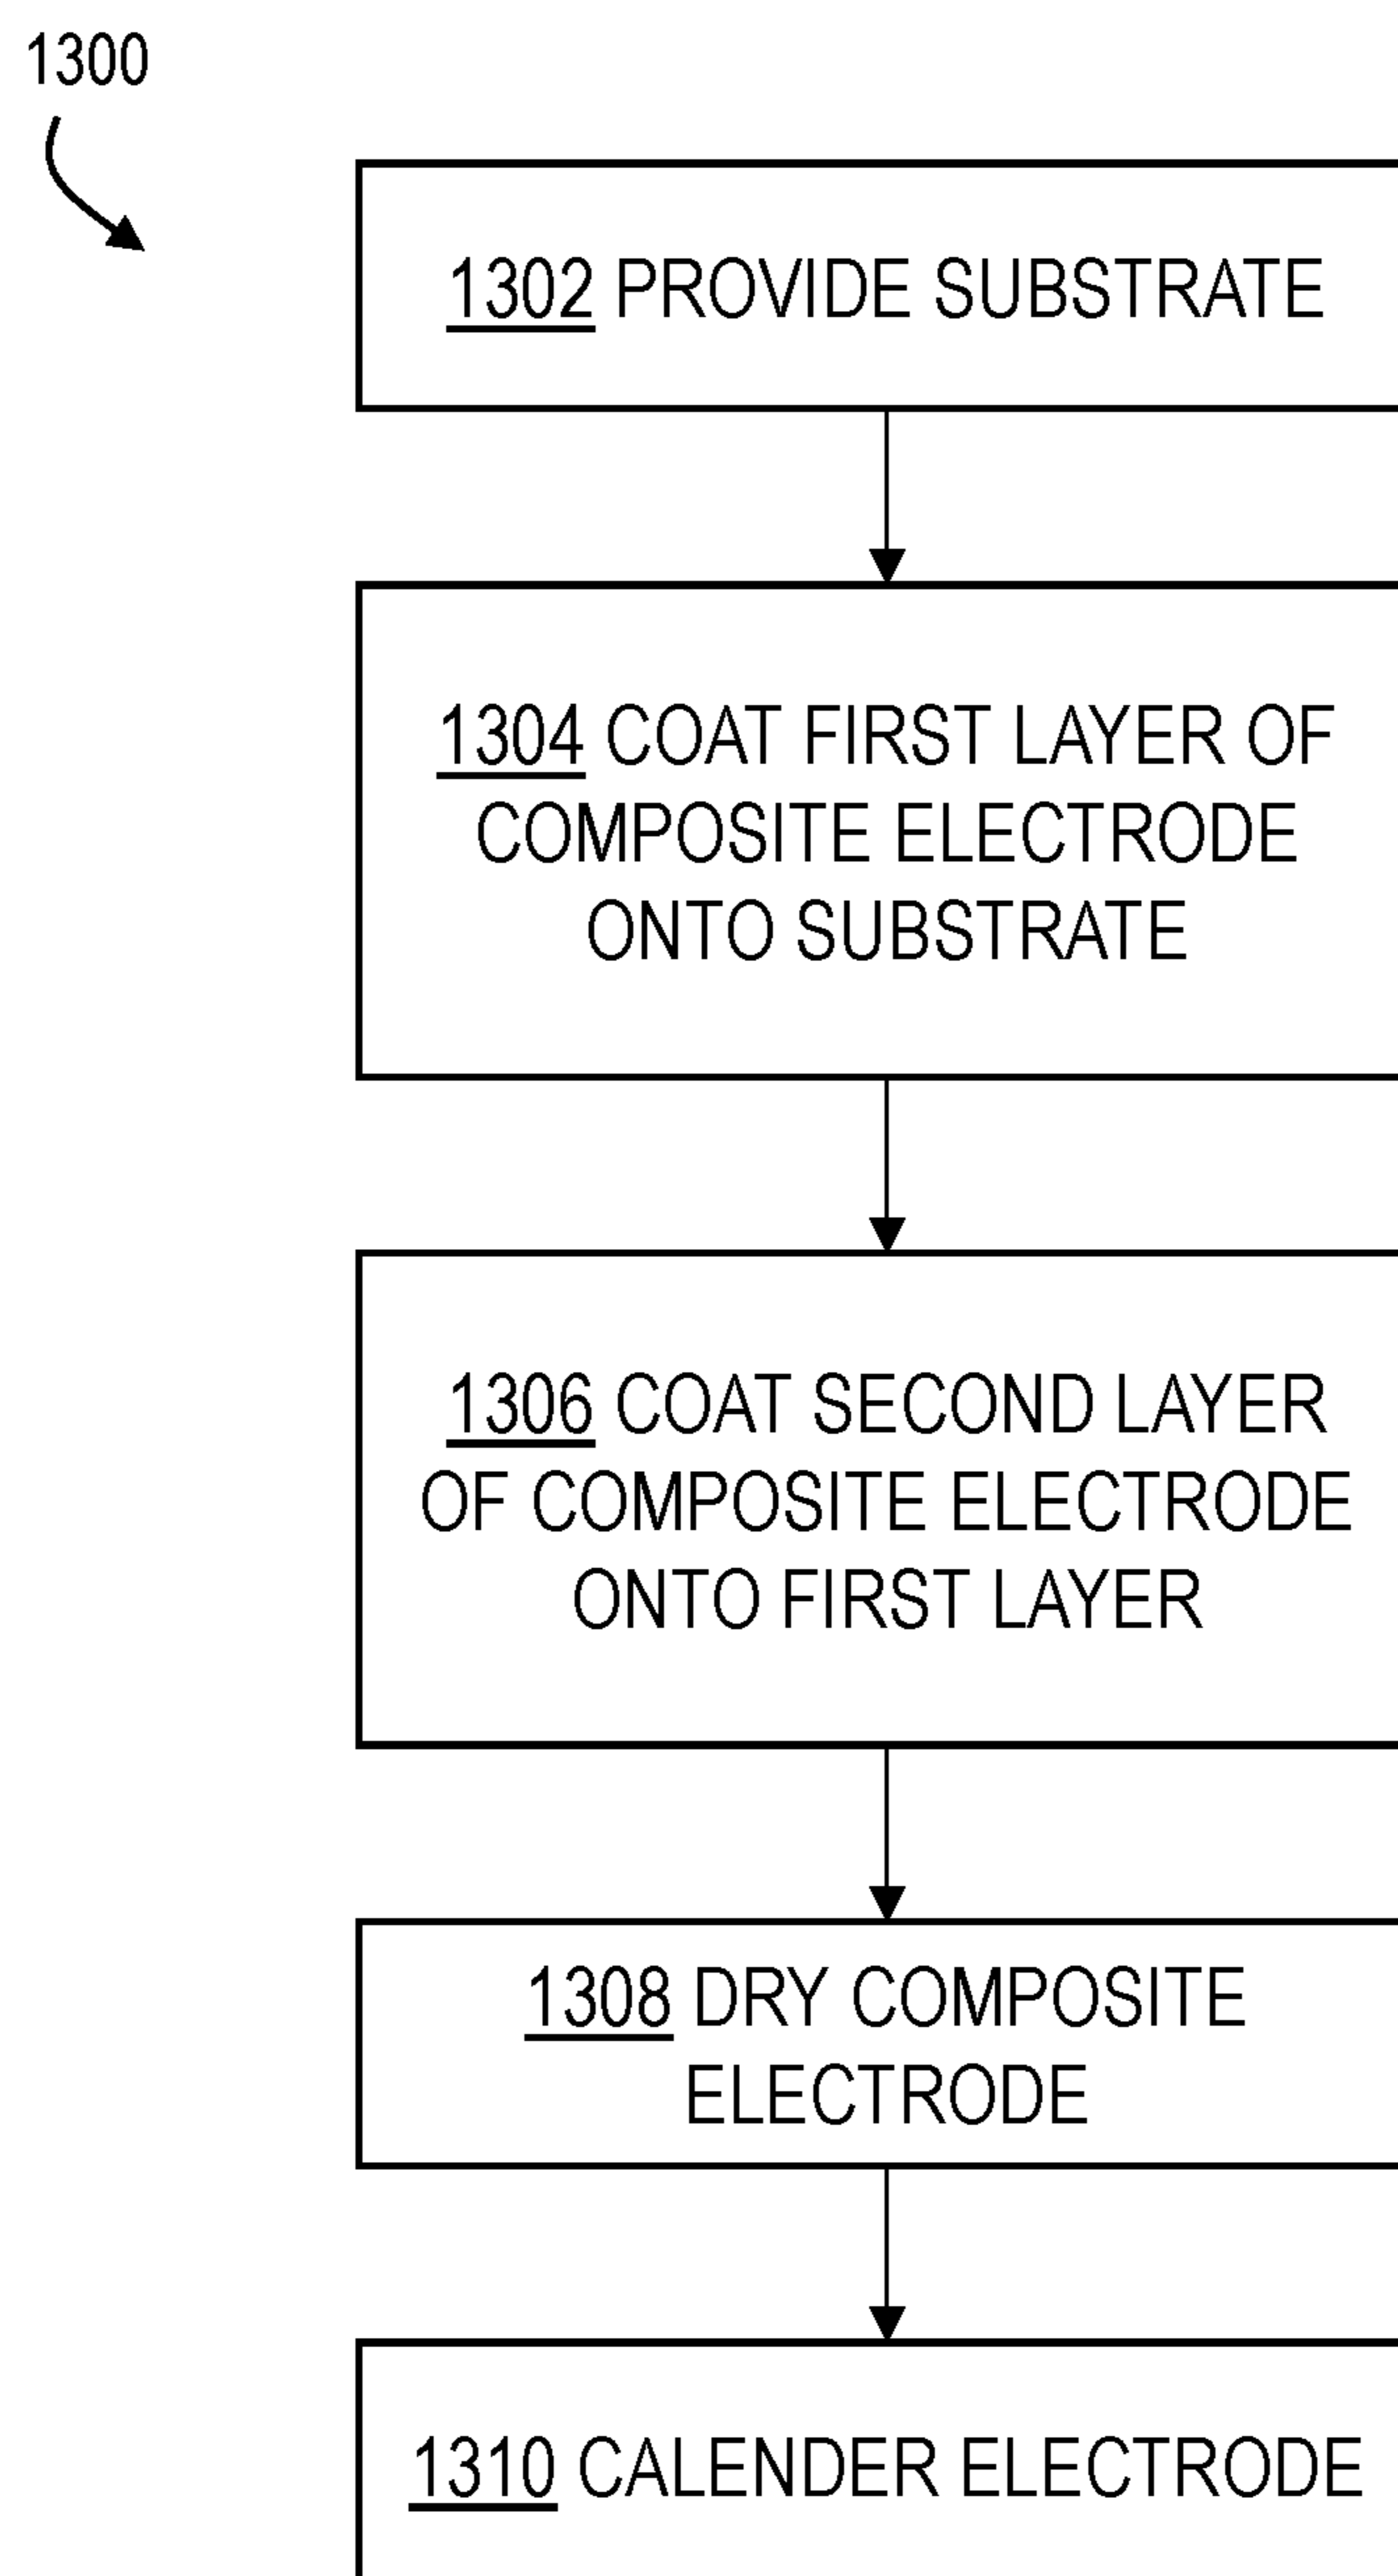 1300
1302 PROVIDE SUBSTRATE
1304 COAT FIRST LAYER OF
COMPOSITE ELECTRODE
ONTO SUBSTRATE
1306 COAT SECOND LAYER
OF COMPOSITE ELECTRODE
ONTO FIRST LAYER
1308 DRY COMPOSITE
ELECTRODE
1310 CALENDER ELECTRODE